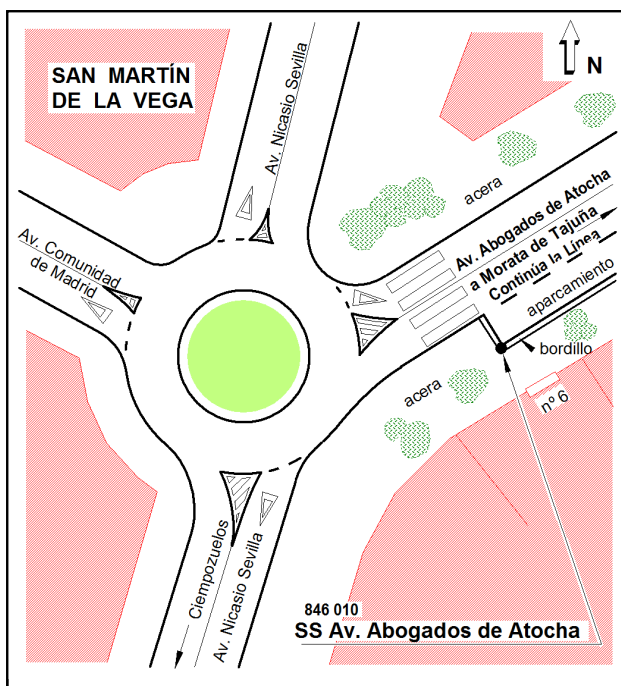 SAN MARTÍN
DE LA VEGA
N
Av. Nicasio Sevilla
acera
Av. Abogados de Atocha
a Morata de Tajuña
Continúa la Línea
aparcamiento
Av. Comunidad
de Madrid
bordillo
acera
nº 6
Ciempozuelos
Av. Nicasio Sevilla
846 010
SS Av. Abogados de Atocha